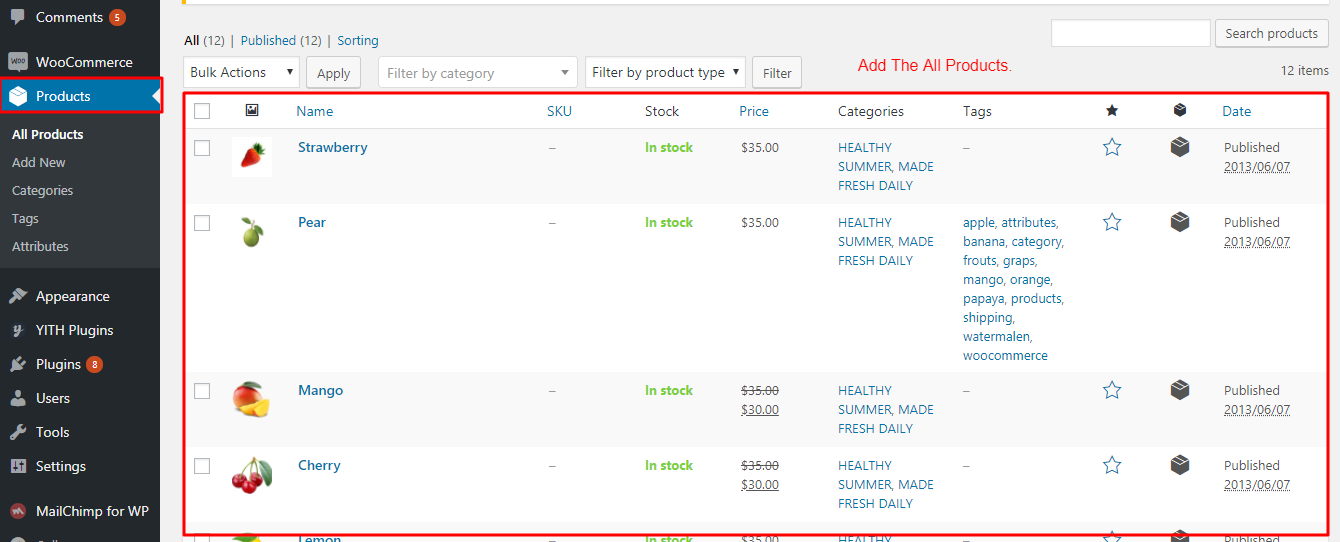 Comments 5
WooCommerce
Products
All Products
Add New
Categories
Tags
Attributes
Appearance
YITH Plugins
Plugins 8
Users
Tools
Settings
MailChimp for WP
All (12) | Published (12) | Sorting
Search products
Bulk Actions
Apply
Filter by category
Filter by product type
Filter
Add The All Products.
12 items
Name SKU Stock Price Categories Tags Date
Strawberry – In stock $35.00 HEALTHY – Published
SUMMER, MADE 2013/06/07
FRESH DAILY
Pear – In stock $35.00 HEALTHY apple, attributes, Published
SUMMER, MADE banana, category, 2013/06/07
FRESH DAILY frouts, graps,
mango, orange,
papaya, products,
shipping,
watermalen,
woocommerce
Mango – In stock $35.00 HEALTHY – Published
$30.00 SUMMER, MADE 2013/06/07
FRESH DAILY
Cherry – In stock $35.00 HEALTHY – Published
$30.00 SUMMER, MADE 2013/06/07
FRESH DAILY
Lemon – In stock $35.00 HEALTHY – Published